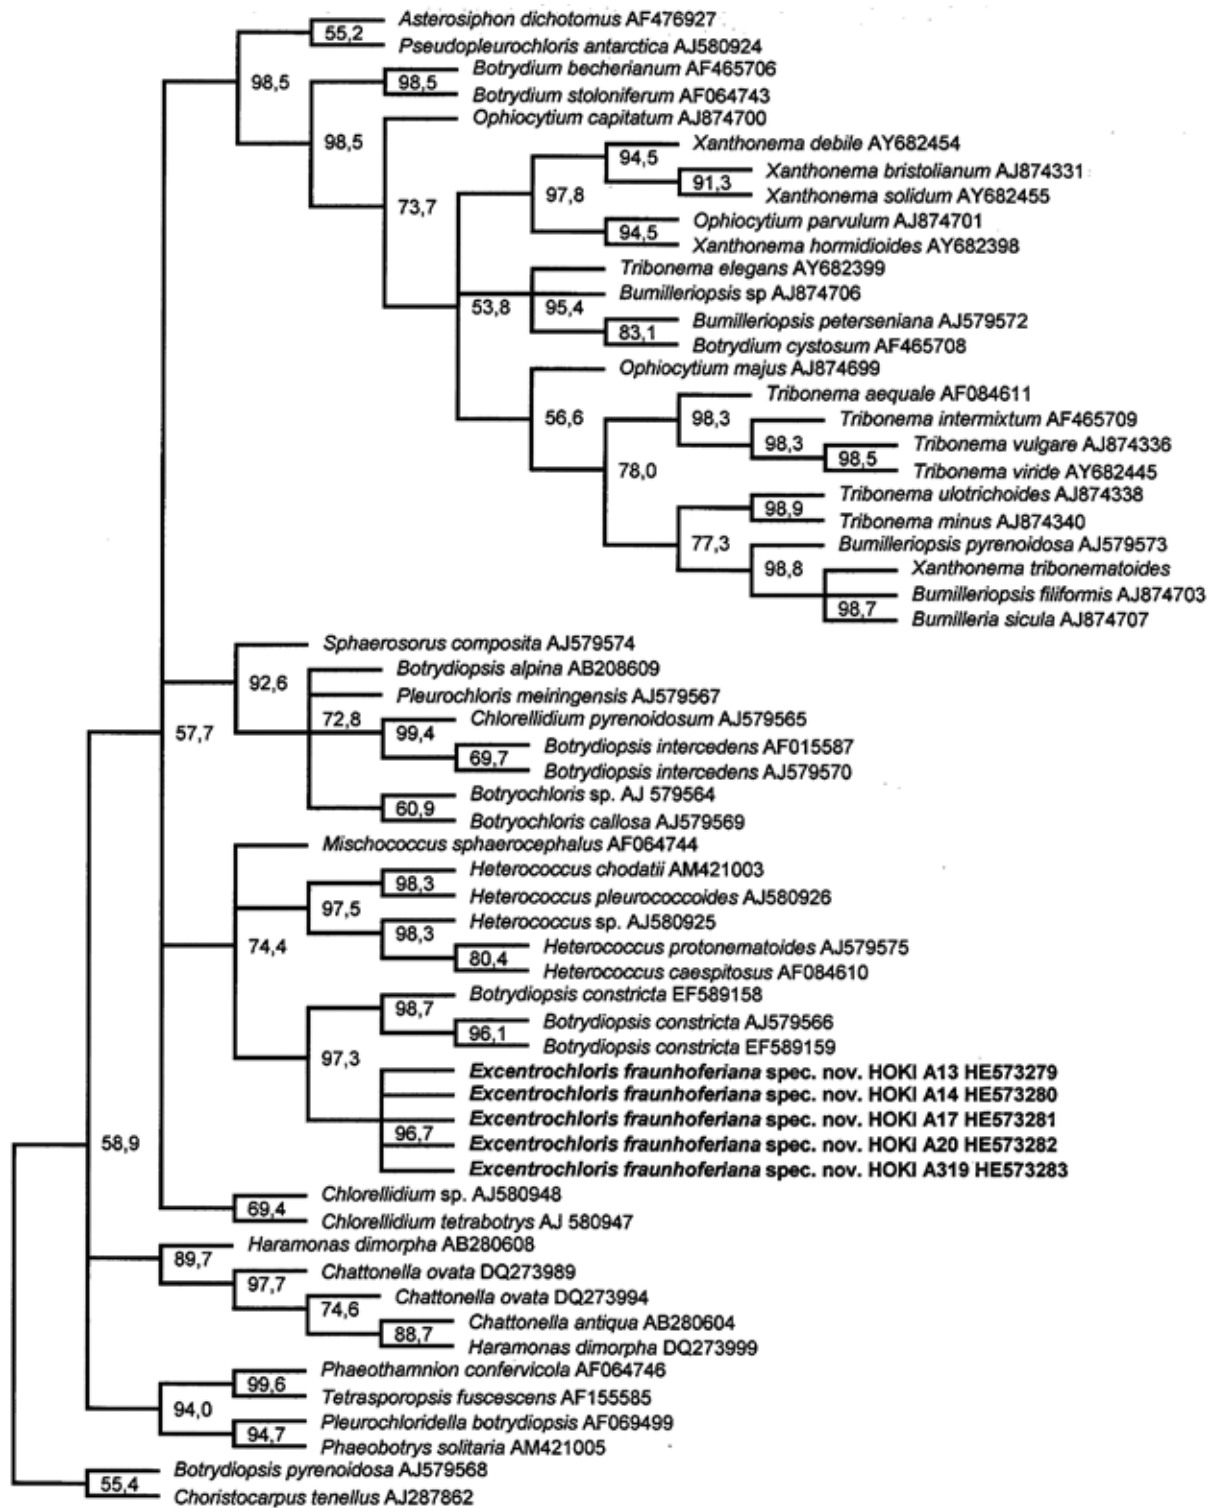 Asterosiphon dichotomus AF476927
55,2
Pseudopleurochloris antarctica AJ580924
Botrydium becherianum AF465706
98,5
98,5
Botrydium stoloniferum AF064743
Ophiocytium capitatum AJ874700
98,5
Xanthonema debile AY682454
94,5
Xanthonema bristolianum AJ874331
91,3
97,8
Xanthonema solidum AY682455
73,7
Ophiocytium parvulum AJ874701
94,5
Xanthonema hormidioides AY682398
Tribonema elegans AY682399
Bumilleriopsis sp AJ874706
53,8
95,4
Bumilleriopsis peterseniana AJ579572
83,1
Botrydium cystosum AF465708
Ophiocytium majus AJ874699
Tribonema aequale AF084611
56,6
98,3
Tribonema intermixtum AF465709
98,3
Tribonema vulgare AJ874336
98,5
78,0
Tribonema viride AY682445
Tribonema ulotrichoides AJ874338
98,9
Tribonema minus AJ874340
77,3
Bumilleriopsis pyrenoidosa AJ579573
98,8
Xanthonema tribonematoides
Bumilleriopsis filiformis AJ874703
98,7
Bumilleria sicula AJ874707
Sphaerosorus composita AJ579574
92,6
Botrydiopsis alpina AB208609
Pleurochloris meiringensis AJ579567
72,8
Chlorellidium pyrenoidosum AJ579565
57,7
99,4
Botrydiopsis intercedens AF015587
69,7
Botrydiopsis intercedens AJ579570
Botryochloris sp. AJ 579564
60,9
Botryochloris callosa AJ579569
Mischococcus sphaerocephalus AF064744
Heterococcus chodatii AM421003
98,3
Heterococcus pleurococcoides AJ580926
97,5
Heterococcus sp. AJ580925
98,3
74,4
Heterococcus protonematoides AJ579575
80,4
Heterococcus caespitosus AF084610
Botrydiopsis constricta EF589158
98,7
Botrydiopsis constricta AJ579566
96,1
Botrydiopsis constricta EF589159
97,3
Excentrochloris fraunhoferiana spec. nov. HOKI A13 HE573279
Excentrochloris fraunhoferiana spec. nov. HOKI A14 HE573280
Excentrochloris fraunhoferiana spec. nov. HOKI A17 HE573281
96,7
Excentrochloris fraunhoferiana spec. nov. HOKI A20 HE573282
58,9
Excentrochloris fraunhoferiana spec. nov. HOKI A319 HE573283
Chlorellidium sp. AJ580948
69,4
Chlorellidium tetrabotrys AJ 580947
Haramonas dimorpha AB280608
89,7
Chattonella ovata DQ273989
97,7
Chattonella ovata DQ273994
74,6
Chattonella antiqua AB280604
88,7
Haramonas dimorpha DQ273999
Phaeothamnion confervicola AF064746
99,6
Tetrasporopsis fuscescens AF155585
94,0
Pleurochloridella botrydiopsis AF069499
94,7
Phaeobotrys solitaria AM421005
Botrydiopsis pyrenoidosa AJ579568
55,4
Choristocarpus tenellus AJ287862